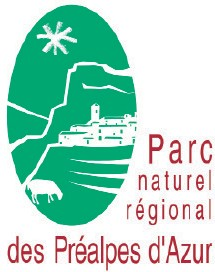 Parc
naturel
régional
des Préalpes d'Azur